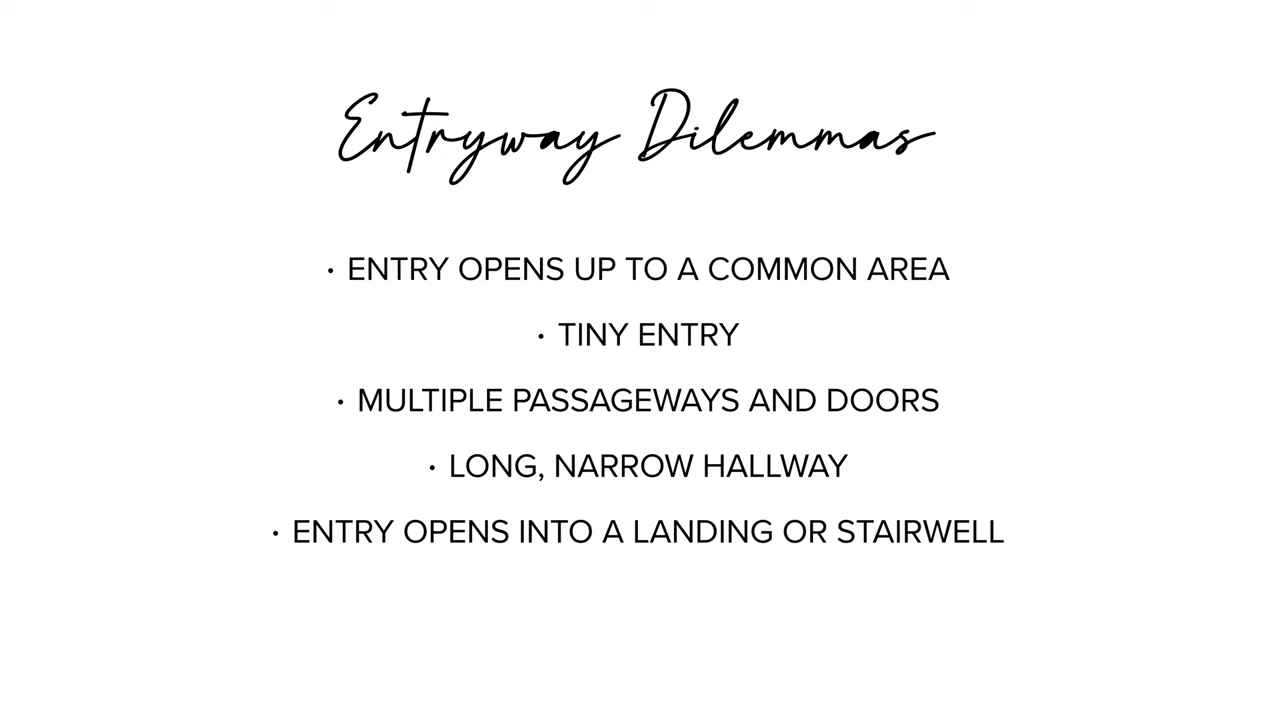 Entryway Dilemmas
· ENTRY OPENS UP TO A COMMON AREA
· TINY ENTRY
· MULTIPLE PASSAGEWAYS AND DOORS
· LONG, NARROW HALLWAY
· ENTRY OPENS INTO A LANDING OR STAIRWELL